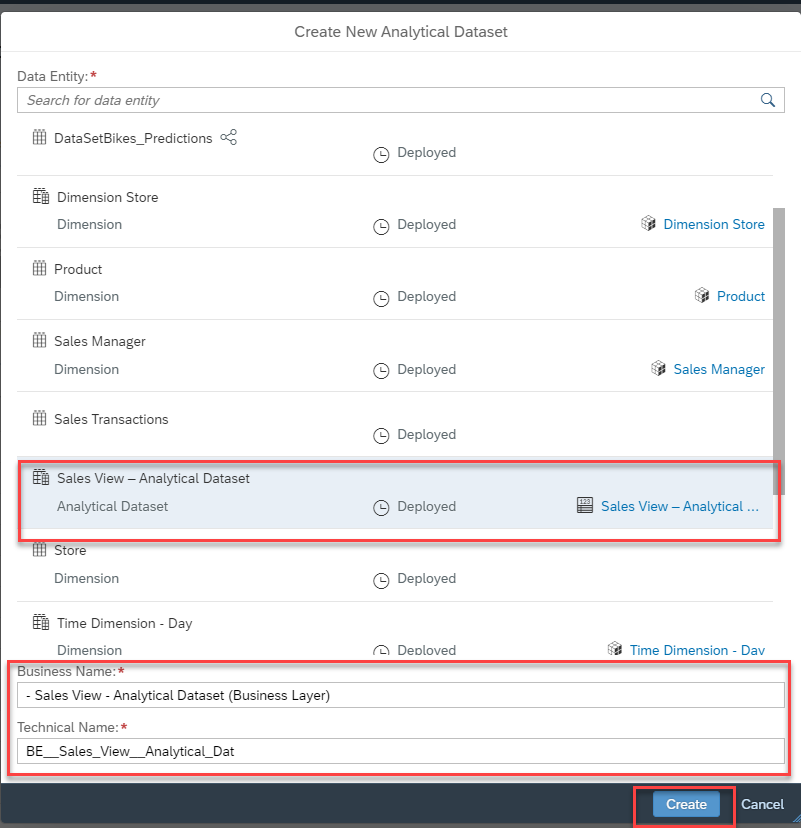 Create New Analytical Dataset
Data Entity:*
Search for data entity
DataSetBikes_Predictions
Deployed
Dimension Store
Dimension Deployed Dimension Store
Product
Dimension Deployed Product
Sales Manager
Dimension Deployed Sales Manager
Sales Transactions
Deployed
Sales View – Analytical Dataset
Analytical Dataset Deployed 123 Sales View – Analytical ...
Store
Dimension Deployed
Time Dimension - Day
Dimension Deployed Time Dimension - Day
Business Name:*
- Sales View - Analytical Dataset (Business Layer)
Technical Name:*
BE__Sales_View__Analytical_Dat
Create Cancel